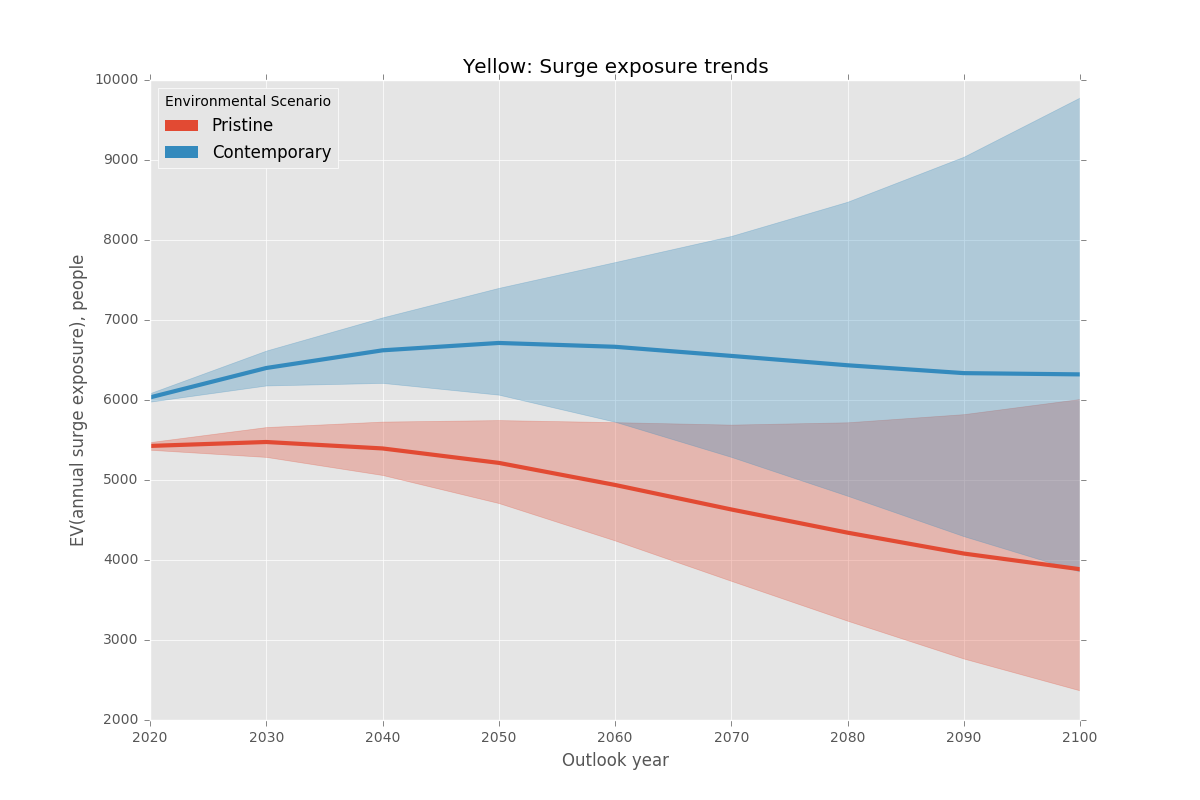 Yellow: Surge exposure trends
Environmental Scenario
Pristine
Contemporary
EV(annual surge exposure), people
10000
9000
8000
7000
6000
5000
4000
3000
2000
2020 2030 2040 2050 2060 2070 2080 2090 2100
Outlook year